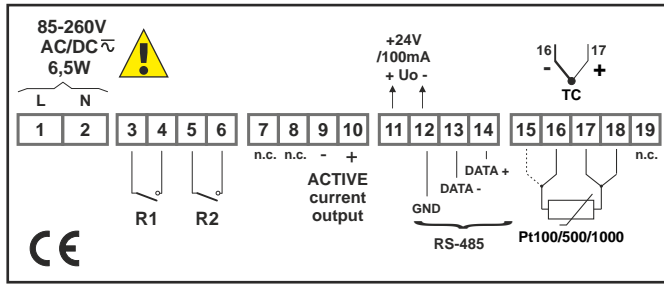 85-260V
AC/DC
6,5W
L N
+24V
/100mA
+ Uo -
16 17
- +
TC
1 2 3 4 5 6 7 8 9 10 11 12 13 14 15 16 17 18 19
n.c. n.c. - +
n.c.
R1 R2
ACTIVE
current
output
DATA +
DATA -
GND
RS-485
Pt100/500/1000
CE